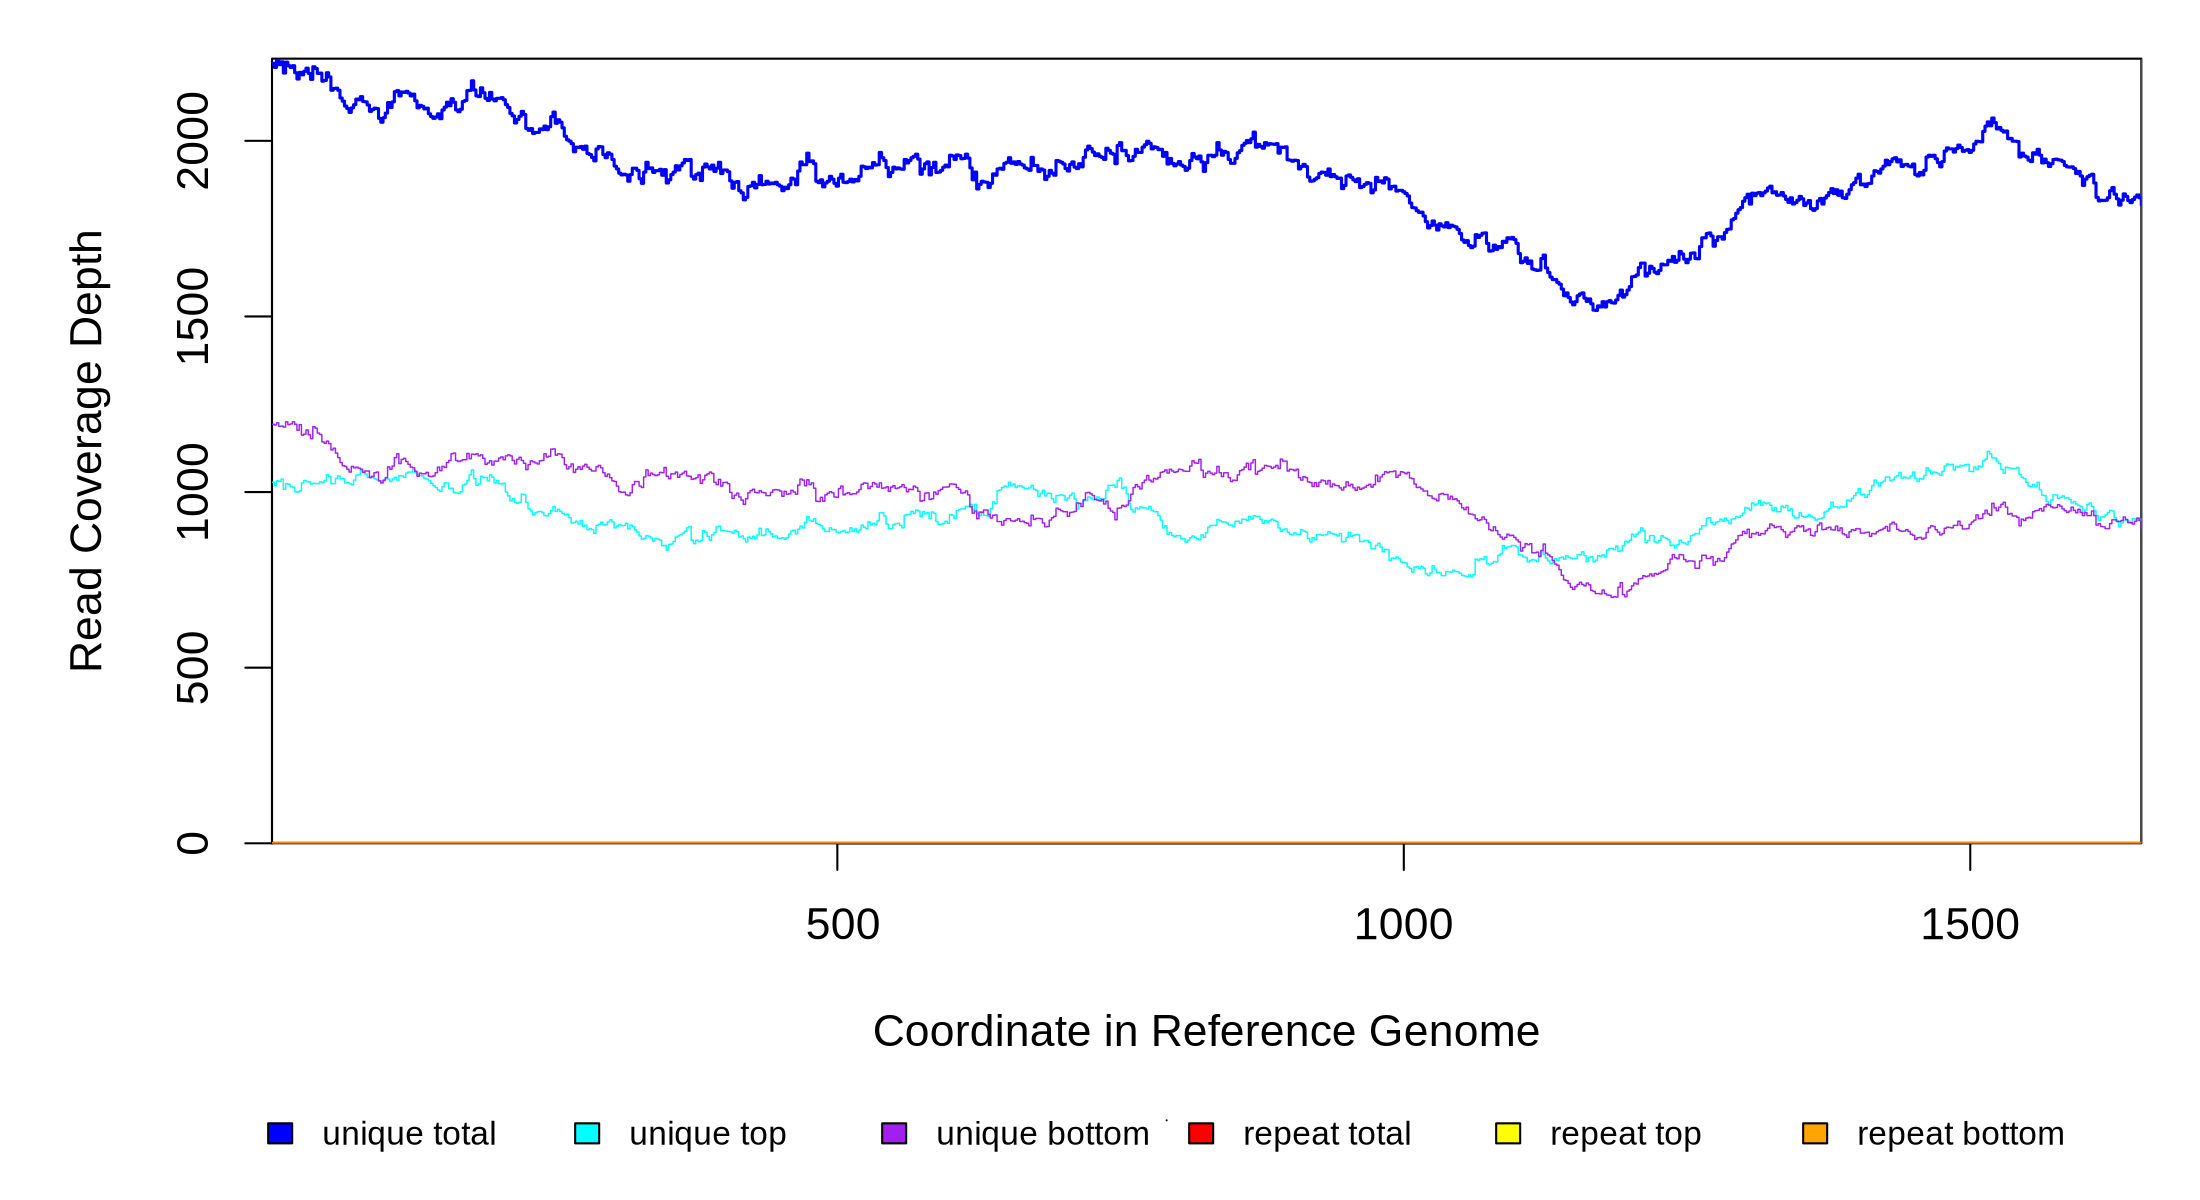 Read Coverage Depth
2000
1500
1000
500
0
500 1000 1500
Coordinate in Reference Genome
unique total unique top unique bottom repeat total repeat top repeat bottom